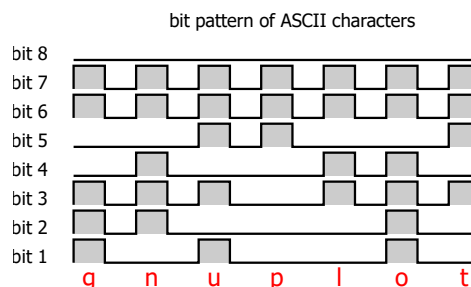 bit pattern of ASCII characters
bit 8
bit 7
bit 6
bit 5
bit 4
bit 3
bit 2
bit 1
g n u p l o t